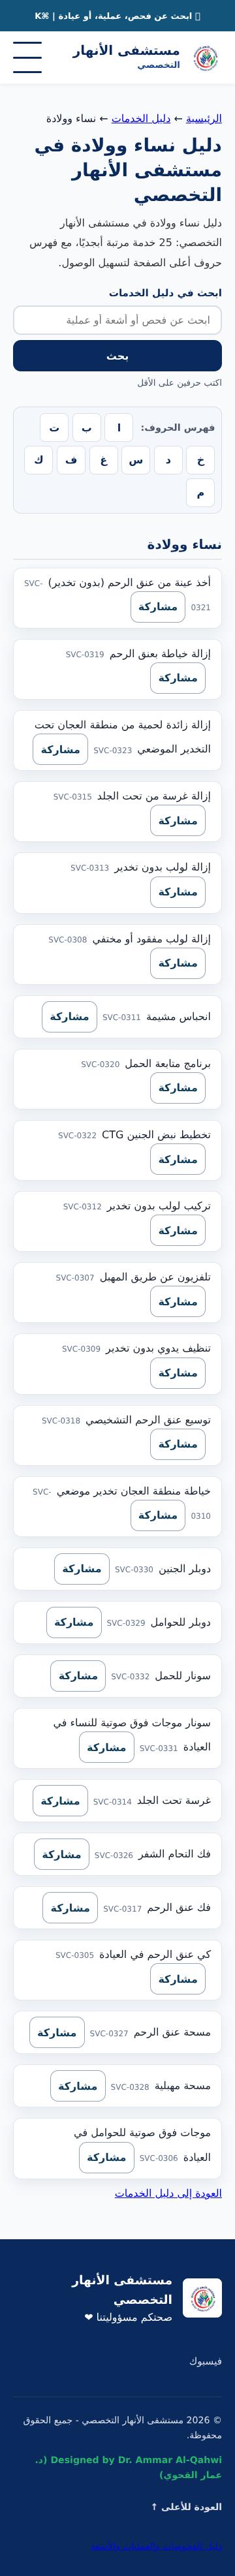 ابحث عن فحص، عملية، أو عيادة | ⌘K
مستشفى الأنهار
التخصصي
الرئيسية ← دليل الخدمات ← نساء وولادة
دليل نساء وولادة في
مستشفى الأنهار
التخصصي
دليل نساء وولادة في مستشفى الأنهار
التخصصي: 25 خدمة مرتبة أبجديًا، مع فهرس
حروف أعلى الصفحة لتسهيل الوصول.
ابحث في دليل الخدمات
ابحث عن فحص أو أشعة أو عملية
بحث
اكتب حرفين على الأقل
فهرس الحروف: ا ب ت
خ د س غ ف ك
م
نساء وولادة
أخذ عينة من عنق الرحم (بدون تخدير) SVC-
0321 مشاركة
إزالة خياطة بعنق الرحم SVC-0319
مشاركة
إزالة زائدة لحمية من منطقة العجان تحت
التخدير الموضعي SVC-0323 مشاركة
إزالة غرسة من تحت الجلد SVC-0315
مشاركة
إزالة لولب بدون تخدير SVC-0313
مشاركة
إزالة لولب مفقود أو مختفي SVC-0308
مشاركة
انحباس مشيمة SVC-0311 مشاركة
برنامج متابعة الحمل SVC-0320
مشاركة
تخطيط نبض الجنين CTG SVC-0322
مشاركة
تركيب لولب بدون تخدير SVC-0312
مشاركة
تلفزيون عن طريق المهبل SVC-0307
مشاركة
تنظيف يدوي بدون تخدير SVC-0309
مشاركة
توسيع عنق الرحم التشخيصي SVC-0318
مشاركة
خياطة منطقة العجان تخدير موضعي SVC-
0310 مشاركة
دوبلر الجنين SVC-0330 مشاركة
دوبلر للحوامل SVC-0329 مشاركة
سونار للحمل SVC-0332 مشاركة
سونار موجات فوق صوتية للنساء في
العيادة SVC-0331 مشاركة
غرسة تحت الجلد SVC-0314 مشاركة
فك التحام الشفر SVC-0326 مشاركة
فك عنق الرحم SVC-0317 مشاركة
كي عنق الرحم في العيادة SVC-0305
مشاركة
مسحة عنق الرحم SVC-0327 مشاركة
مسحة مهبلية SVC-0328 مشاركة
موجات فوق صوتية للحوامل في
العيادة SVC-0306 مشاركة
العودة إلى دليل الخدمات
مستشفى الأنهار
التخصصي
صحتكم مسؤوليتنا ❤
فيسبوك
© 2026 مستشفى الأنهار التخصصي - جميع الحقوق
محفوظة.
Designed by Dr. Ammar Al-Qahwi (د.
عمار القحوي)
العودة للأعلى ↑